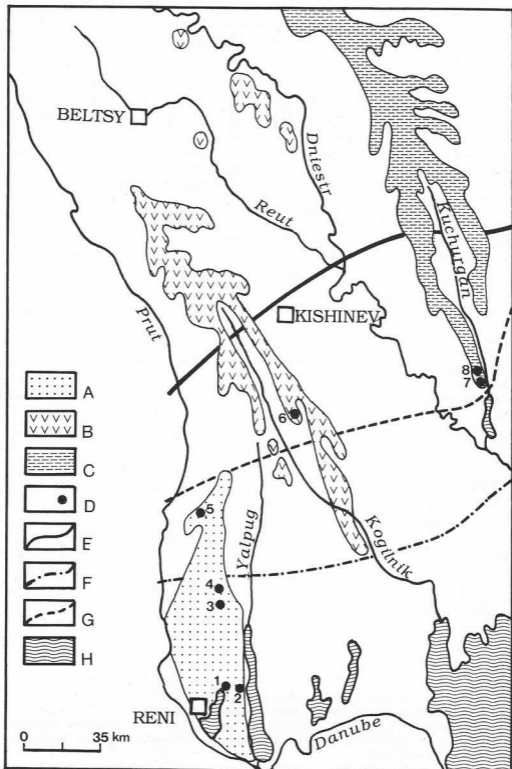 BELTSY
Dniestr
Reut
Kuchurgan
Prut
KISHINEV
8
7
6
A
B
C
D
E
F
G
H
5
Yalpug
4
3
Kogilnik
1
2
RENI
Danube
0 35 km